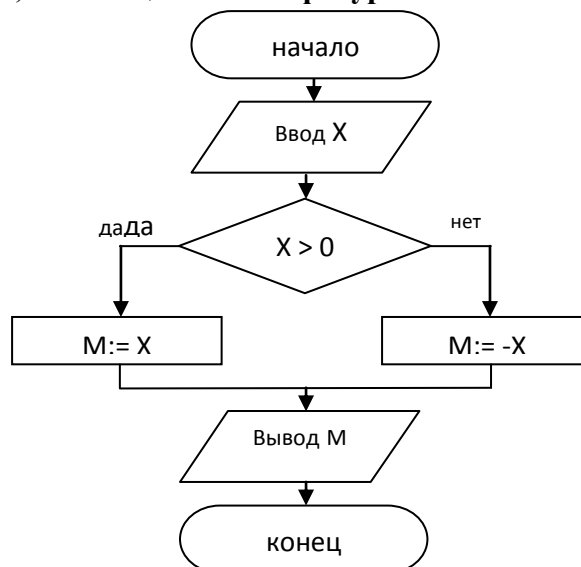 начало
Ввод X
дада
X > 0
нет
M:= X
M:= -X
Вывод М
конец